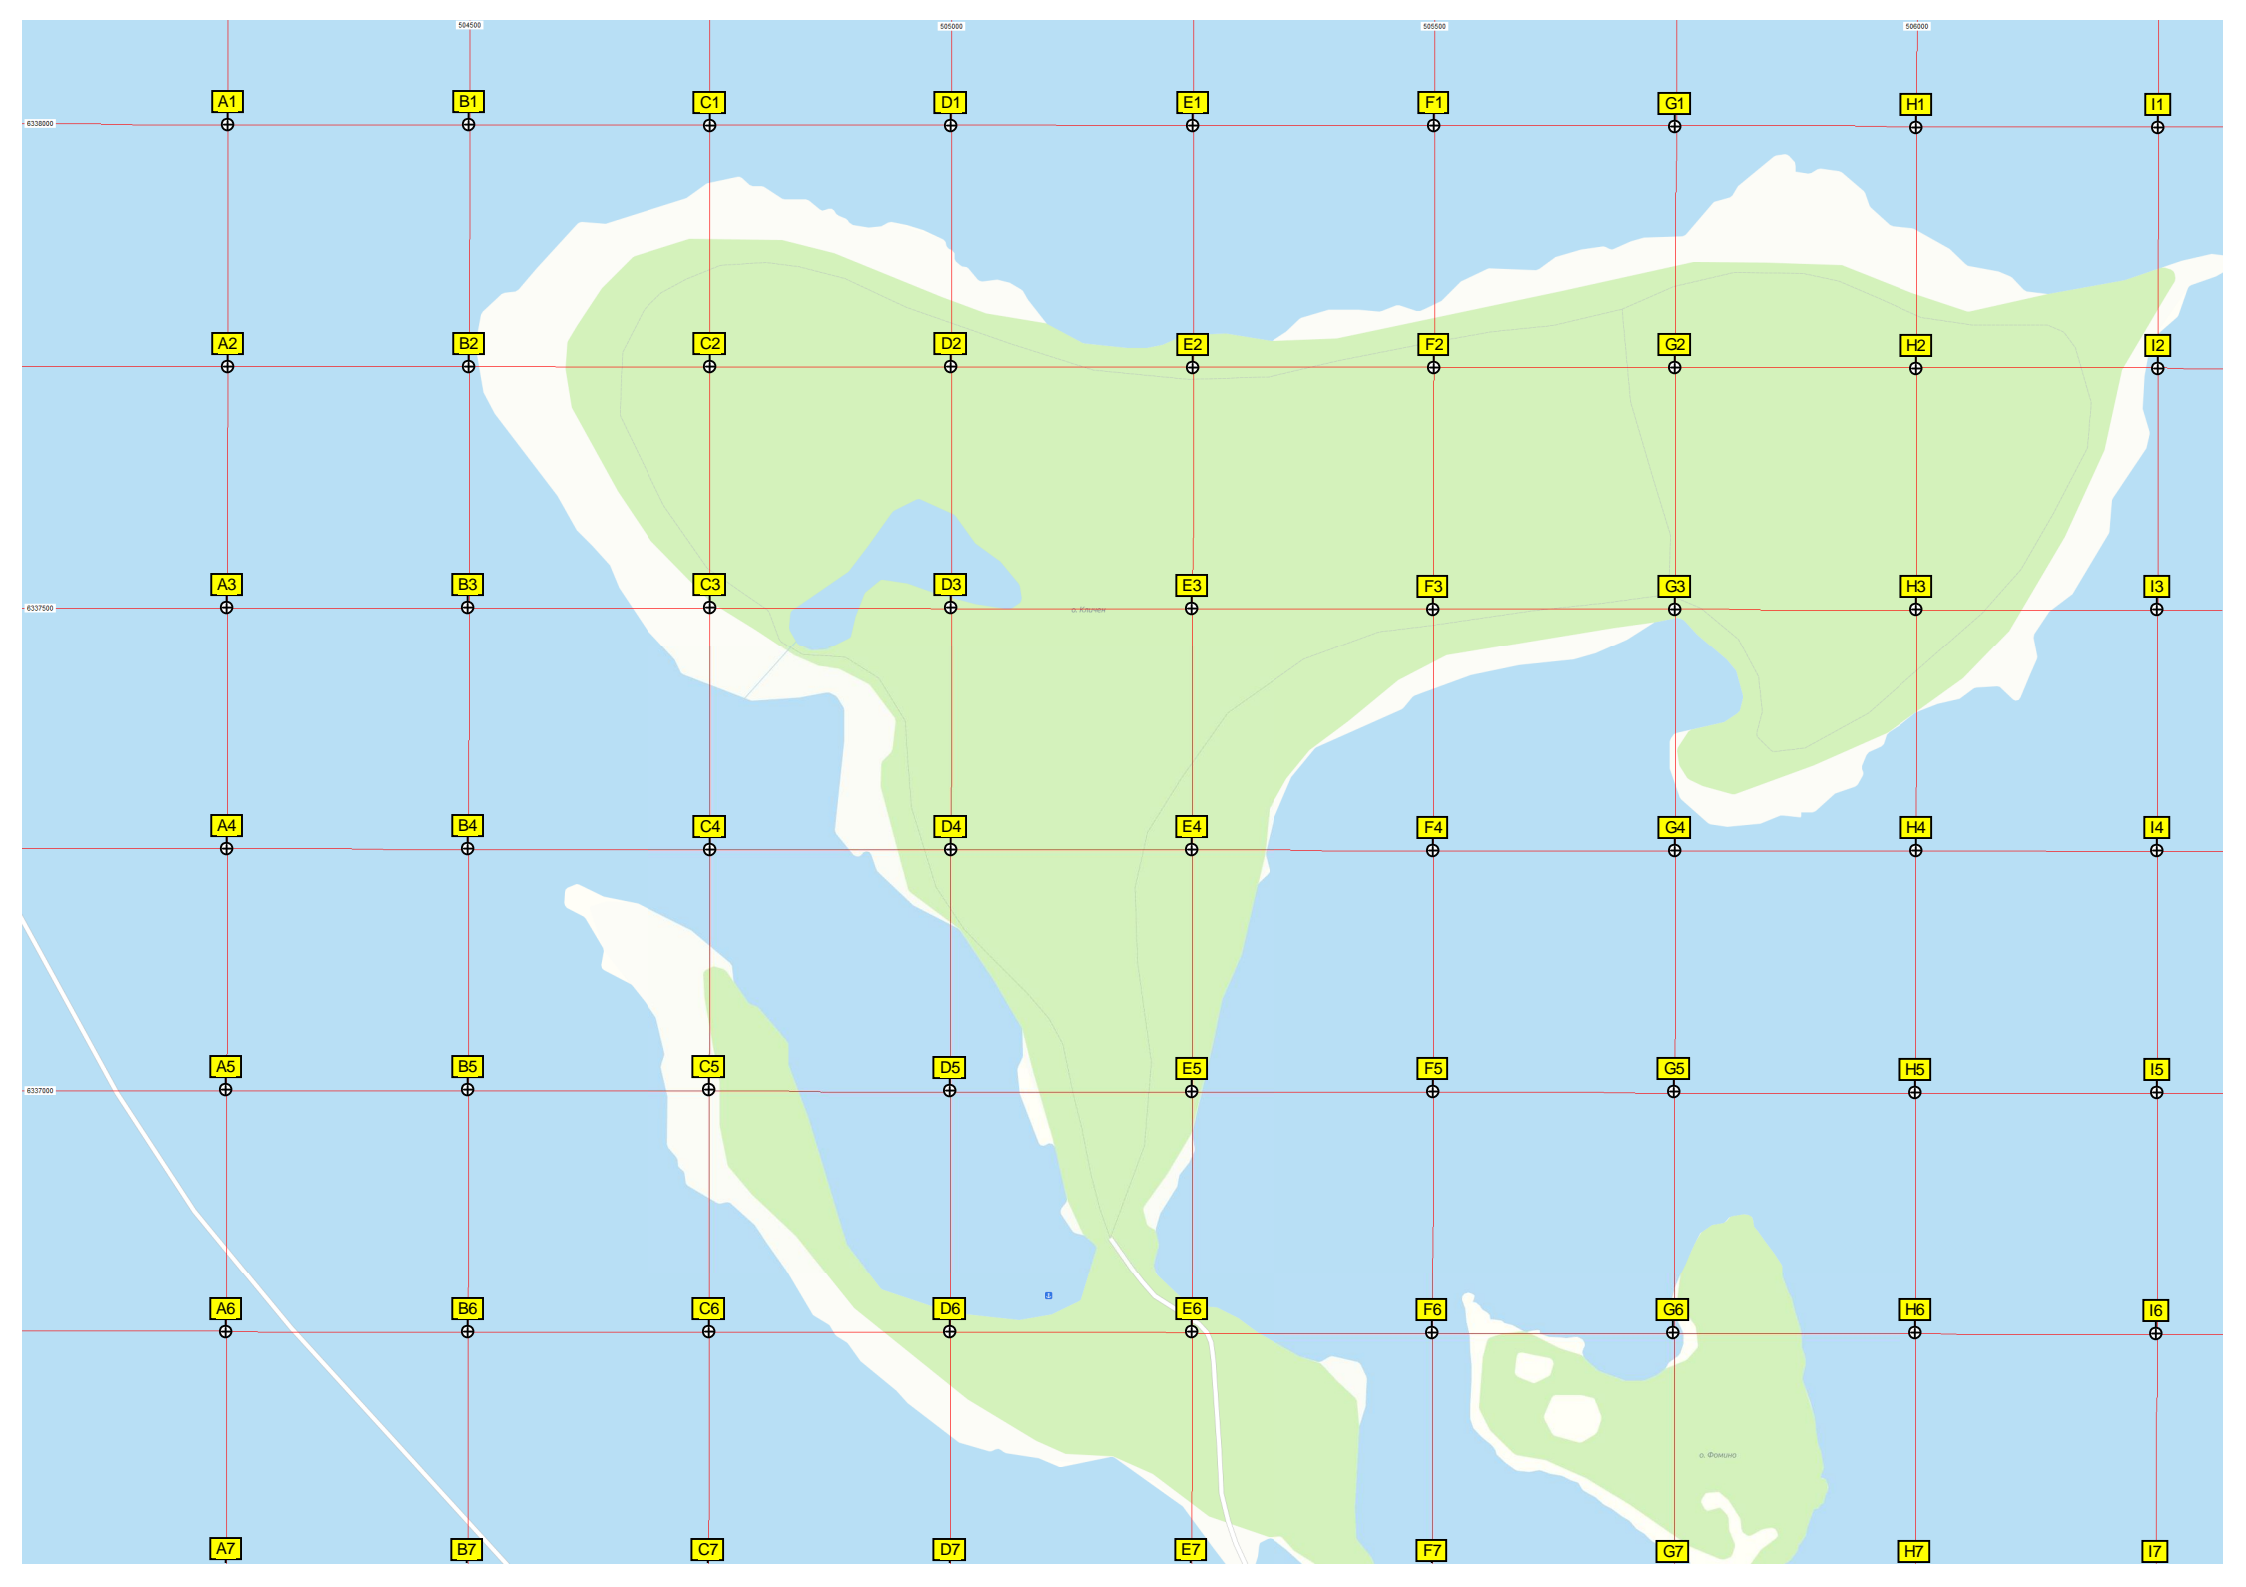 504500 505000 505500 506000
A1 B1 C1 D1 E1 F1 G1 H1 I1
6338000
A2 B2 C2 D2 E2 F2 G2 H2 I2
A3 B3 C3 D3 E3 F3 G3 H3 I3
6337500
о. Кличен
A4 B4 C4 D4 E4 F4 G4 H4 I4
A5 B5 C5 D5 E5 F5 G5 H5 I5
6337000
A6 B6 C6 D6 E6 F6 G6 H6 I6
о. Фомино
A7 B7 C7 D7 E7 F7 G7 H7 I7